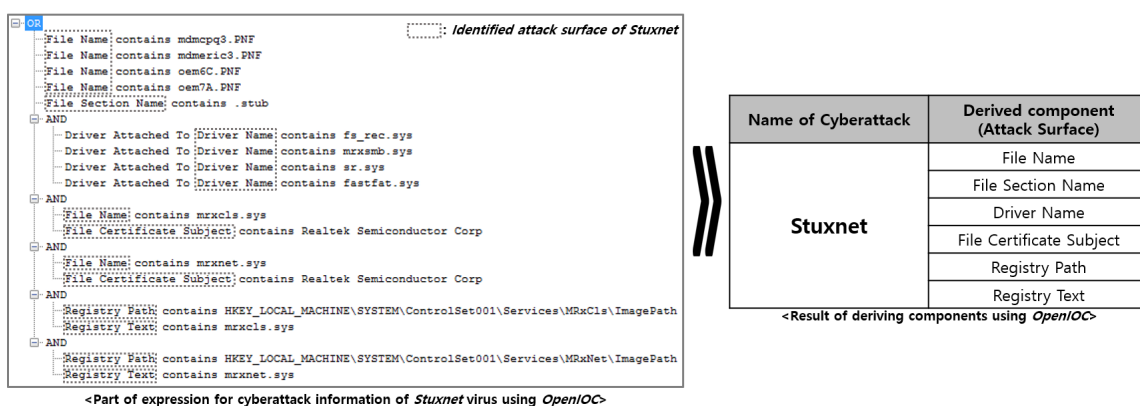 OR
: Identified attack surface of Stuxnet
File Name contains mdmcpq3.PNF
File Name contains mdmeric3.PNF
File Name contains oem6C.PNF
File Name contains oem7A.PNF
File Section Name contains .stub
AND
Driver Attached To Driver Name contains fs_rec.sys
Driver Attached To Driver Name contains mrxsmb.sys
Driver Attached To Driver Name contains sr.sys
Driver Attached To Driver Name contains fastfat.sys
AND
File Name contains mrxcls.sys
File Certificate Subject contains Realtek Semiconductor Corp
AND
File Name contains mrxnet.sys
File Certificate Subject contains Realtek Semiconductor Corp
AND
Registry Path contains HKEY_LOCAL_MACHINE\SYSTEM\ControlSet001\Services\MRxCls\ImagePath
Registry Text contains mrxcls.sys
AND
Registry Path contains HKEY_LOCAL_MACHINE\SYSTEM\ControlSet001\Services\MRxNet\ImagePath
Registry Text contains mrxnet.sys
<Part of expression for cyberattack information of Stuxnet virus using OpenIOC>
Name of Cyberattack
Derived component
(Attack Surface)
Stuxnet
File Name
File Section Name
Driver Name
File Certificate Subject
Registry Path
Registry Text
<Result of deriving components using OpenIOC>